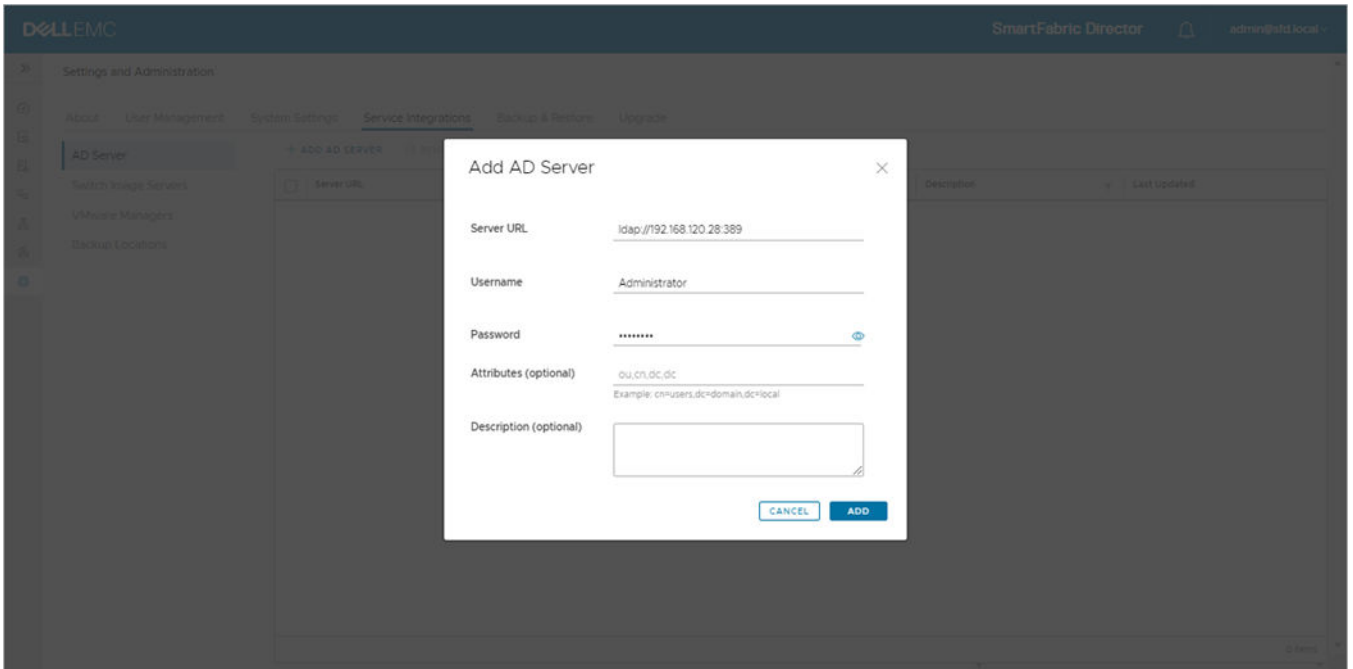 DELLEMC
SmartFabric Director
admin@sfd.local
Settings and Administration
About User Management System Settings Service Integrations Backup & Restore Upgrade
AD Server
Switch Image Servers
VMware Managers
Backup Locations
+ ADD AD SERVER
Server URL
Description
Last Updated
Add AD Server
Server URL
ldap://192.168.120.28:389
Username
Administrator
Password
••••••••
Attributes (optional)
ou,cn,dc,dc
Example: cn=users,dc=domain,dc=local
Description (optional)
CANCEL ADD
0 items